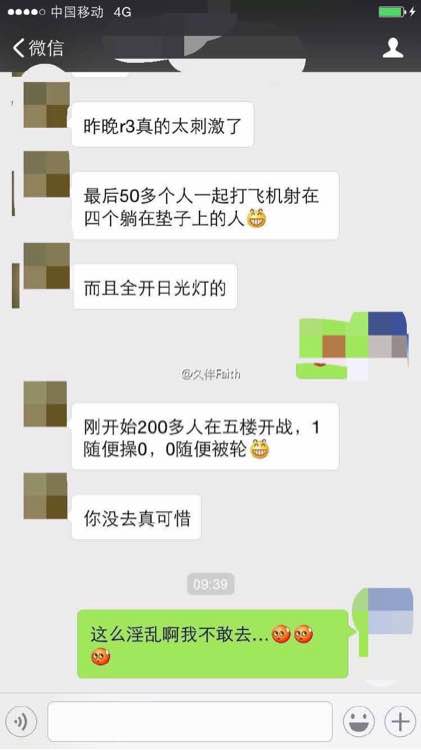 中国移动 4G
微信
昨晚r3真的太刺激了
最后50多个人一起打飞机射在
四个躺在垫子上的人😁
而且全开日光灯的
@久伴Faith
刚开始200多人在五楼开战，1
随便操0，0随便被轮😁
你没去真可惜
09:39
这么淫乱啊我不敢去...